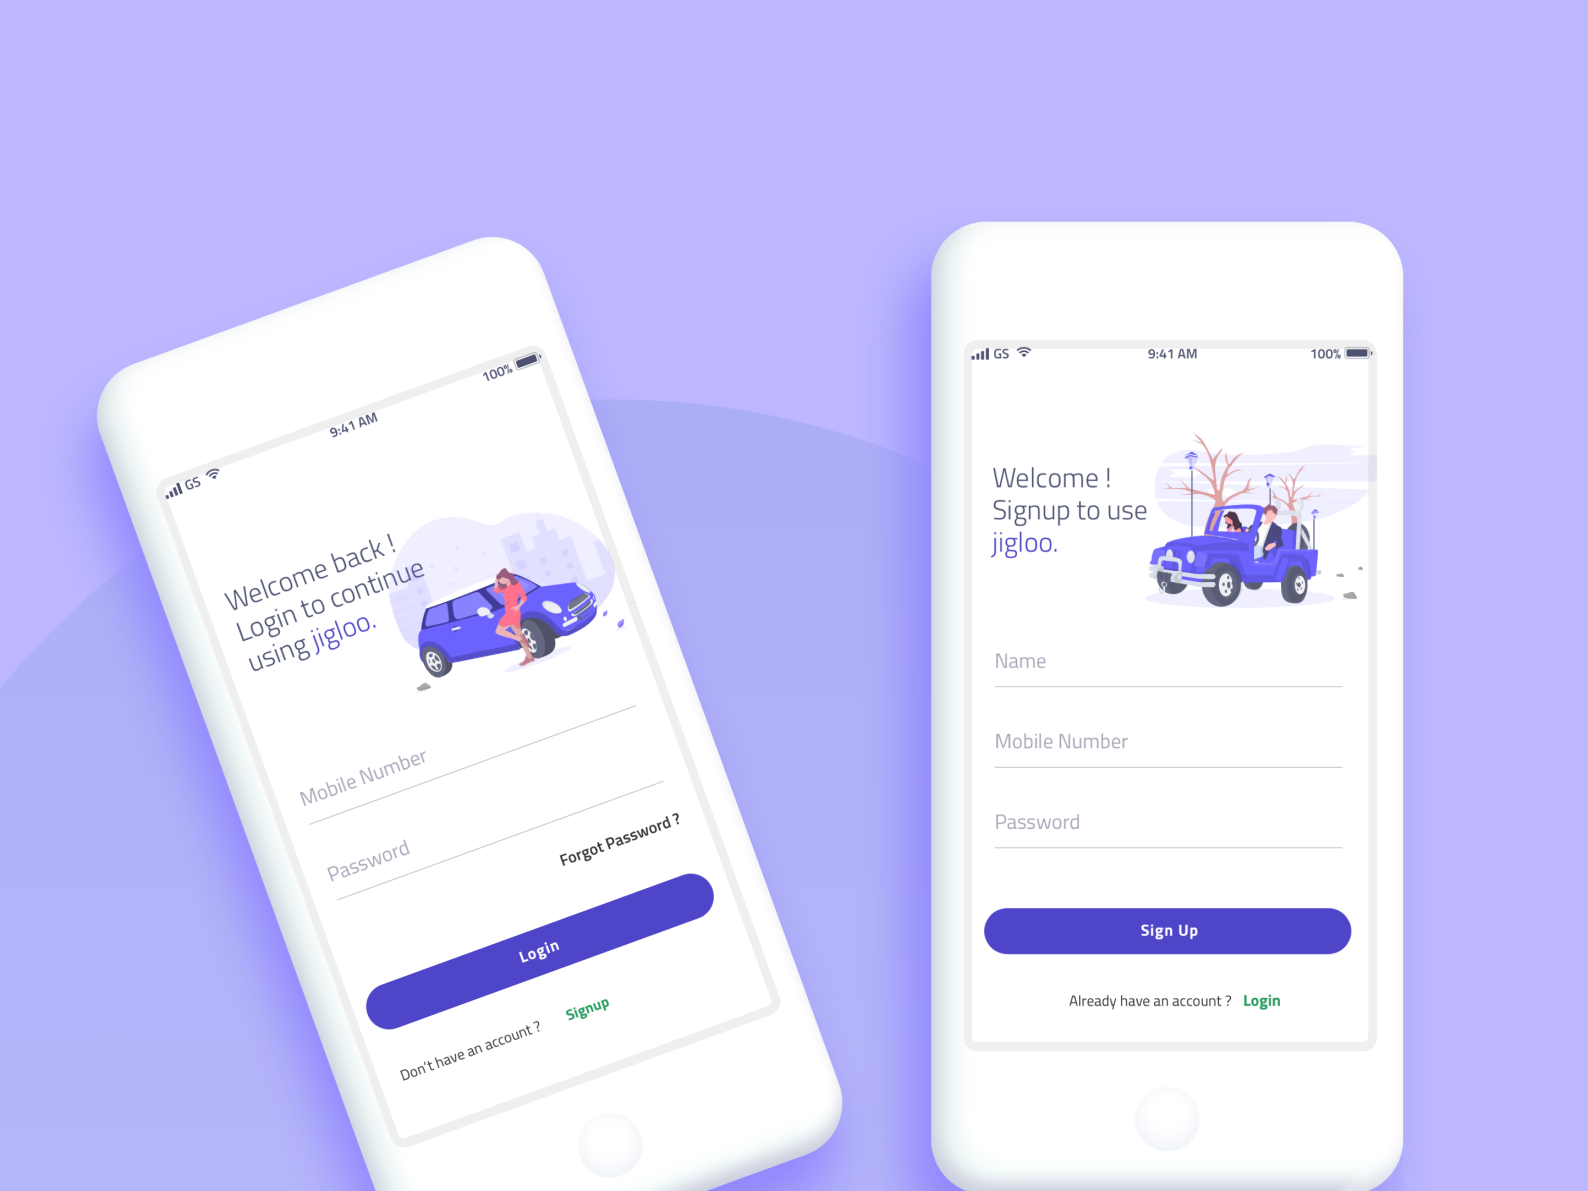 GS 9:41 AM 100%
Welcome back !
Login to continue
using jigloo.
Mobile Number
Password
Forgot Password ?
Login
Don't have an account ? Signup
GS 9:41 AM 100%
Welcome !
Signup to use
jigloo.
Name
Mobile Number
Password
Sign Up
Already have an account ? Login